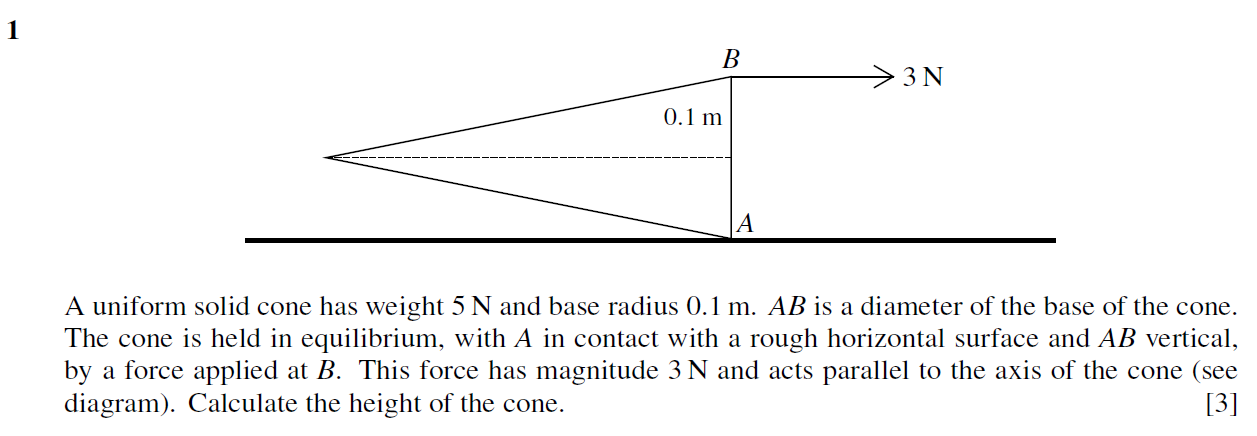 1
B
3 N
0.1 m
A
A uniform solid cone has weight 5 N and base radius 0.1 m. AB is a diameter of the base of the cone.
The cone is held in equilibrium, with A in contact with a rough horizontal surface and AB vertical,
by a force applied at B. This force has magnitude 3 N and acts parallel to the axis of the cone (see
diagram). Calculate the height of the cone. [3]